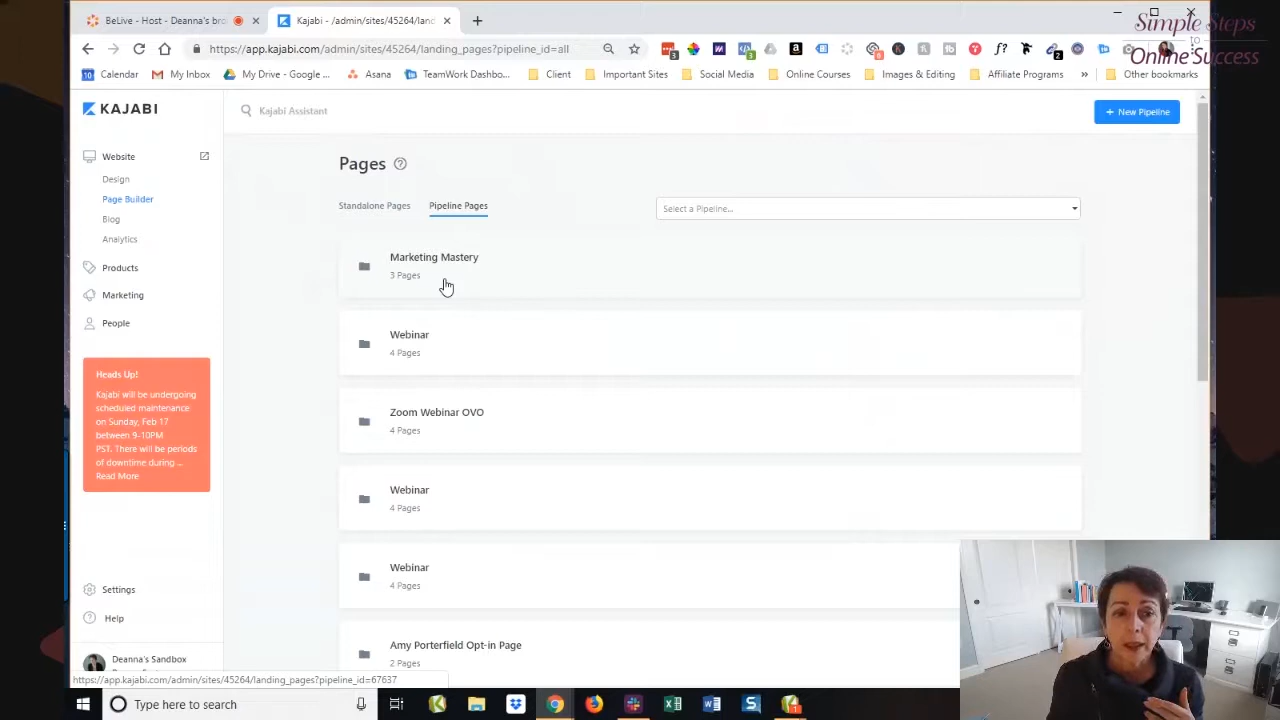 BeLive - Host - Deanna's bro
Kajabi - /admin/sites/45264/land
Simple Steps
to
Online Success
https://app.kajabi.com/admin/sites/45264/landing_pages?pipeline_id=all
Calendar
My Inbox
My Drive - Google ...
Asana
TeamWork Dashbo...
Client
Important Sites
Social Media
Online Courses
Images & Editing
Affiliate Programs
Other bookmarks
KAJABI
Kajabi Assistant
+ New Pipeline
Website
Design
Page Builder
Blog
Analytics
Products
Marketing
People
Heads Up!
Kajabi will be undergoing
scheduled maintenance
on Sunday, Feb 17
between 9-10PM
PST. There will be periods
of downtime during ...
Read More
Settings
Help
Deanna's Sandbox
Pages
Standalone Pages
Pipeline Pages
Select a Pipeline...
Marketing Mastery
3 Pages
Webinar
4 Pages
Zoom Webinar OVO
4 Pages
Webinar
4 Pages
Webinar
4 Pages
Amy Porterfield Opt-in Page
2 Pages
https://app.kajabi.com/admin/sites/45264/landing_pages?pipeline_id=67637
Type here to search